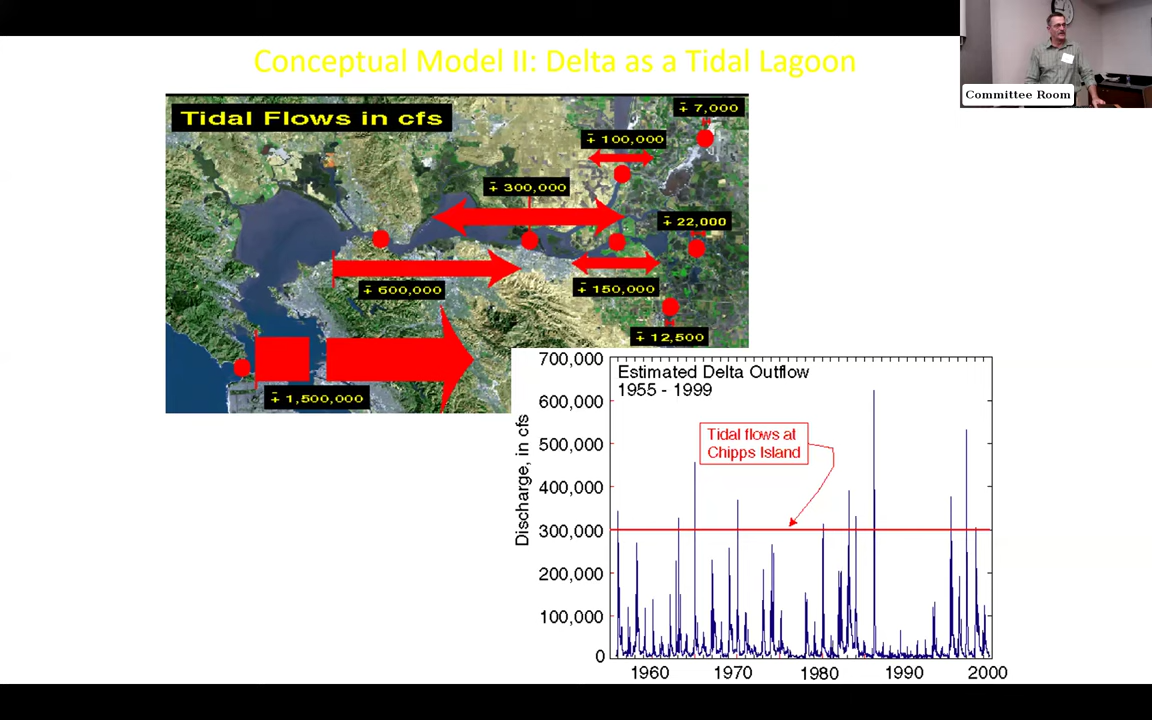 Conceptual Model II: Delta as a Tidal Lagoon
Committee Room
Tidal Flows in cfs
∓ 7,000
∓ 100,000
∓ 300,000
∓ 22,000
∓ 600,000
∓ 150,000
∓ 12,500
∓ 1,500,000
Estimated Delta Outflow
1955 - 1999
Tidal flows at
Chipps Island
Discharge, in cfs
700,000
600,000
500,000
400,000
300,000
200,000
100,000
0
1960 1970 1980 1990 2000